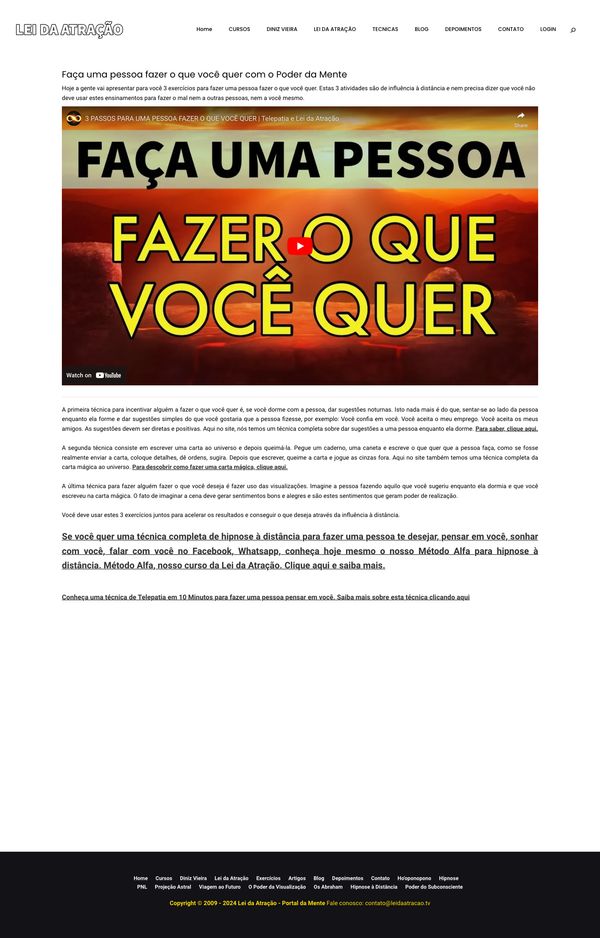 LEI DA ATRAÇÃO
Home CURSOS DINIZ VIEIRA LEI DA ATRAÇÃO TECNICAS BLOG DEPOIMENTOS CONTATO LOGIN
Faça uma pessoa fazer o que você quer com o Poder da Mente
Hoje a gente vai apresentar para você 3 exercícios para fazer uma pessoa fazer o que você quer. Estas 3 atividades são de influência à distância e nem precisa dizer que você não
deve usar estes ensinamentos para fazer o mal nem a outras pessoas, nem a você mesmo.
3 PASSOS PARA UMA PESSOA FAZER O QUE VOCÊ QUER | Telepatia e Lei da Atração
Share
FAÇA UMA PESSOA
FAZER O QUE
VOCÊ QUER
Watch on YouTube
A primeira técnica para incentivar alguém a fazer o que você quer é, se você dorme com a pessoa, dar sugestões noturnas. Isto nada mais é do que, sentar-se ao lado da pessoa
enquanto ela forme e dar sugestões simples do que você gostaria que a pessoa fizesse, por exemplo: Você confia em você. Você aceita o meu emprego. Você aceita os meus
amigos. As sugestões devem ser diretas e positivas. Aqui no site, nós temos um técnica completa sobre dar sugestões a uma pessoa enquanto ela dorme. Para saber, clique aqui.
A segunda técnica consiste em escrever uma carta ao universo e depois queimá-la. Pegue um caderno, uma caneta e escreve o que quer que a pessoa faça, como se fosse
realmente enviar a carta, coloque detalhes, dê ordens, sugira. Depois que escrever, queime a carta e jogue as cinzas fora. Aqui no site também temos uma técnica completa da
carta mágica ao universo. Para descobrir como fazer uma carta mágica, clique aqui.
A última técnica para fazer alguém fazer o que você deseja é fazer uso das visualizações. Imagine a pessoa fazendo aquilo que você sugeriu enquanto ela dormia e que você
escreveu na carta mágica. O fato de imaginar a cena deve gerar sentimentos bons e alegres e são estes sentimentos que geram poder de realização.
Você deve usar estes 3 exercícios juntos para acelerar os resultados e conseguir o que deseja através da influência à distância.
Se você quer uma técnica completa de hipnose à distância para fazer uma pessoa te desejar, pensar em você, sonhar
com você, falar com você no Facebook, Whatsapp, conheça hoje mesmo o nosso Método Alfa para hipnose à
distância. Método Alfa, nosso curso da Lei da Atração. Clique aqui e saiba mais.
Conheça uma técnica de Telepatia em 10 Minutos para fazer uma pessoa pensar em você. Saiba mais sobre esta técnica clicando aqui
Home Cursos Diniz Vieira Lei da Atração Exercícios Artigos Blog Depoimentos Contato Ho'oponopono Hipnose
PNL Projeção Astral Viagem ao Futuro O Poder da Visualização Os Abraham Hipnose à Distância Poder do Subconsciente
Copyright © 2009 - 2024 Lei da Atração - Portal da Mente Fale conosco: contato@leidaatracao.tv